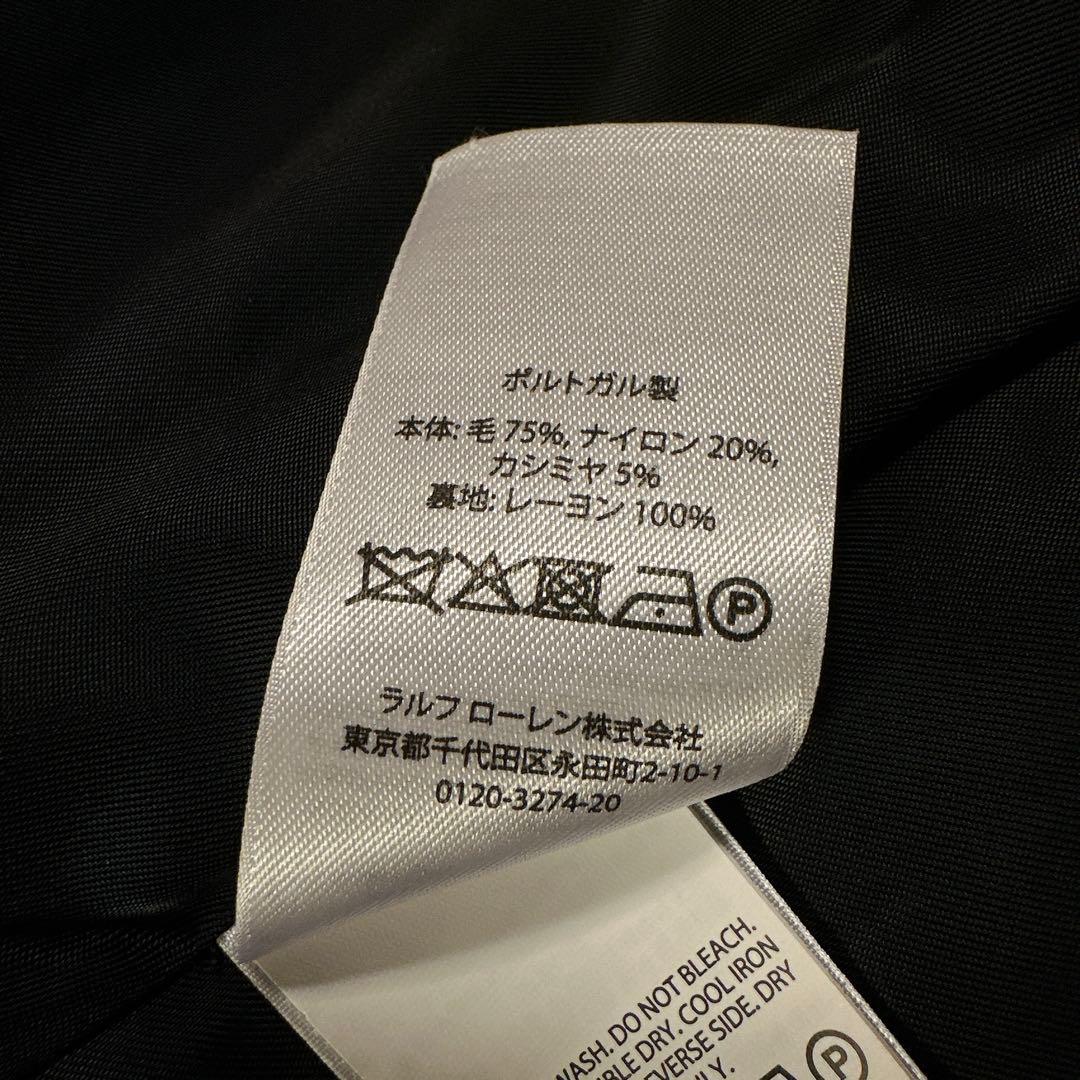 ポルトガル製
本体: 毛 75%, ナイロン 20%,
カシミヤ 5%
裏地: レーヨン 100%
P
ラルフ ローレン株式会社
東京都千代田区永田町2-10-1
0120-3274-20
WASH. DO NOT BLEACH.
DRY. COOL IRON
REVERSE SIDE. DRY
P